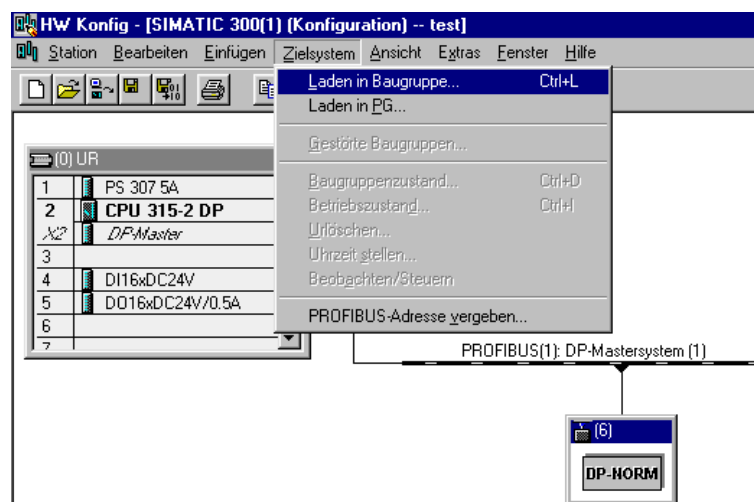 HW Konfig - [SIMATIC 300(1) (Konfiguration) -- test]
Station Bearbeiten Einfügen Zielsystem Ansicht Extras Fenster Hilfe
Laden in Baugruppe... Ctrl+L
Laden in PG...
Gestörte Baugruppen...
Baugruppenzustand... Ctrl+D
Betriebszustand... Ctrl+I
Urlöschen...
Uhrzeit stellen...
Beobachten/Steuern
PROFIBUS-Adresse vergeben...
(0) UR
1 PS 307 5A
2 CPU 315-2 DP
X2 DP-Master
3
4 DI16xDC24V
5 DO16xDC24V/0.5A
6
7
PROFIBUS(1): DP-Mastersystem (1)
(6)
DP-NORM